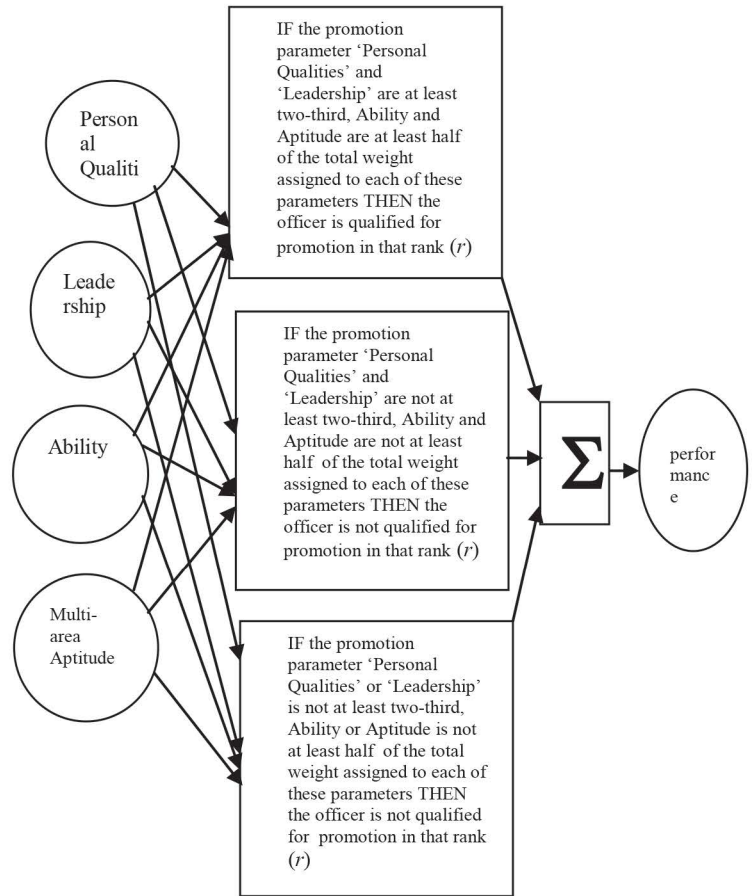 Person
al
Qualiti
Leade
rship
Ability
Multi-
area
Aptitude
IF the promotion
parameter ‘Personal
Qualities’ and
‘Leadership’ are at least
two-third, Ability and
Aptitude are at least half
of the total weight
assigned to each of these
parameters THEN the
officer is qualified for
promotion in that rank (r)
IF the promotion
parameter ‘Personal
Qualities’ and
‘Leadership’ are not at
least two-third, Ability and
Aptitude are not at least
half of the total weight
assigned to each of these
parameters THEN the
officer is not qualified for
promotion in that rank (r)
IF the promotion
parameter ‘Personal
Qualities’ or ‘Leadership’
is not at least two-third,
Ability or Aptitude is not
at least half of the total
weight assigned to each of
these parameters THEN
the officer is not qualified
for promotion in that rank
(r)
Σ
perfor
manc
e